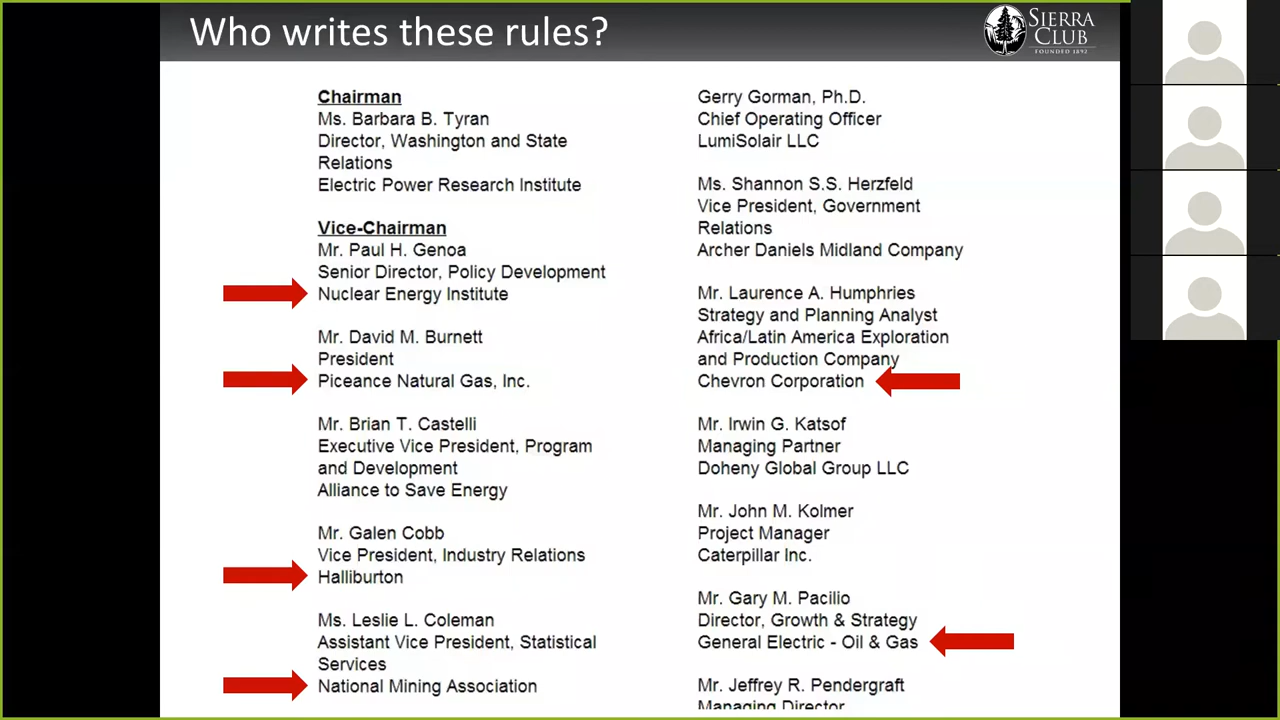 Who writes these rules?
SIERRA
CLUB
FOUNDED 1892
Chairman
Ms. Barbara B. Tyran
Director, Washington and State
Relations
Electric Power Research Institute
Vice-Chairman
Mr. Paul H. Genoa
Senior Director, Policy Development
Nuclear Energy Institute
Mr. David M. Burnett
President
Piceance Natural Gas, Inc.
Mr. Brian T. Castelli
Executive Vice President, Program
and Development
Alliance to Save Energy
Mr. Galen Cobb
Vice President, Industry Relations
Halliburton
Ms. Leslie L. Coleman
Assistant Vice President, Statistical
Services
National Mining Association
Gerry Gorman, Ph.D.
Chief Operating Officer
LumiSolair LLC
Ms. Shannon S.S. Herzfeld
Vice President, Government
Relations
Archer Daniels Midland Company
Mr. Laurence A. Humphries
Strategy and Planning Analyst
Africa/Latin America Exploration
and Production Company
Chevron Corporation
Mr. Irwin G. Katsof
Managing Partner
Doheny Global Group LLC
Mr. John M. Kolmer
Project Manager
Caterpillar Inc.
Mr. Gary M. Pacilio
Director, Growth & Strategy
General Electric - Oil & Gas
Mr. Jeffrey R. Pendergraft
Managing Director